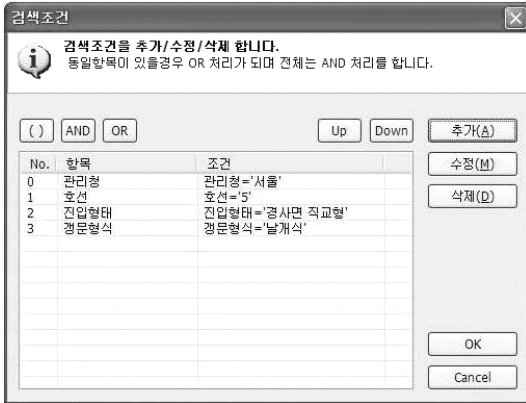 검색조건
검색조건을 추가/수정/삭제 합니다.
동일항목이 있을경우 OR 처리가 되며 전체는 AND 처리를 합니다.
( ) AND OR Up Down 추가(A)
No. 항목 조건 수정(M)
0 관리청 관리청='서울'
1 호선 호선='5' 삭제(D)
2 진입형태 진입형태='경사면 직교형'
3 갱문형식 갱문형식='날개식'
OK
Cancel